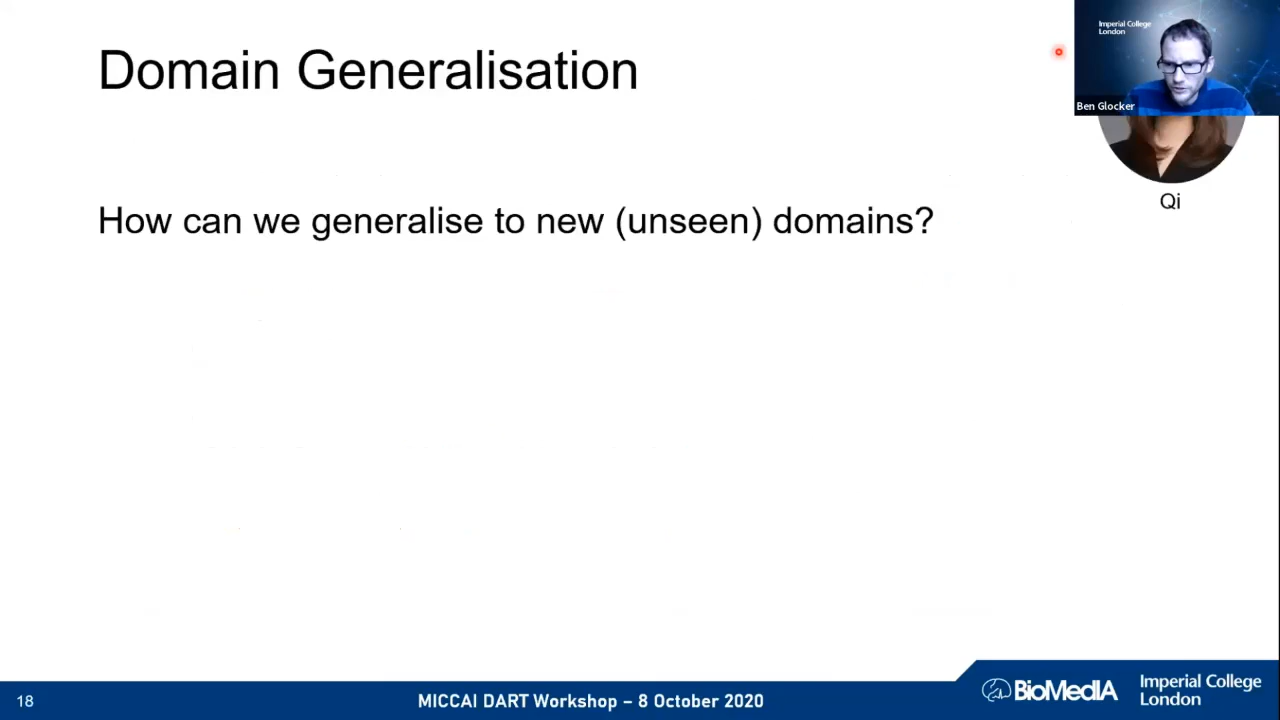 Domain Generalisation
Imperial College
London
Ben Glocker
Qi
How can we generalise to new (unseen) domains?
18
MICCAI DART Workshop – 8 October 2020
BioMedIA
Imperial College
London